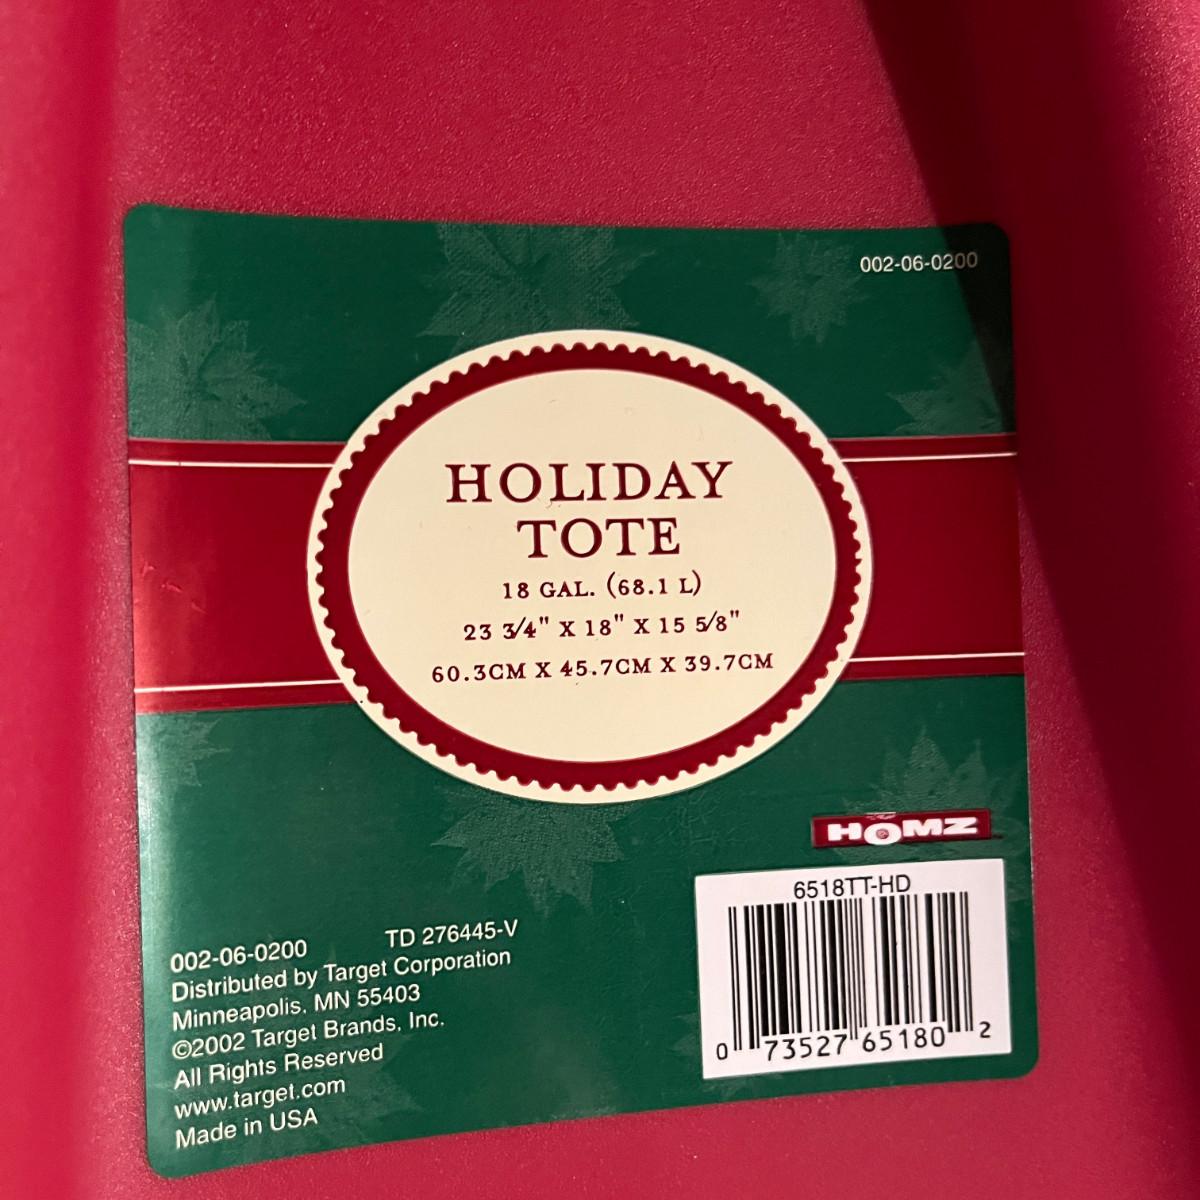 002-06-0200
HOLIDAY
TOTE
18 GAL. (68.1 L)
23 3/4" X 18" X 15 5/8"
60.3CM X 45.7CM X 39.7CM
HOMZ
6518TT-HD
0 73527 65180 2
002-06-0200 TD 276445-V
Distributed by Target Corporation
Minneapolis, MN 55403
©2002 Target Brands, Inc.
All Rights Reserved
www.target.com
Made in USA